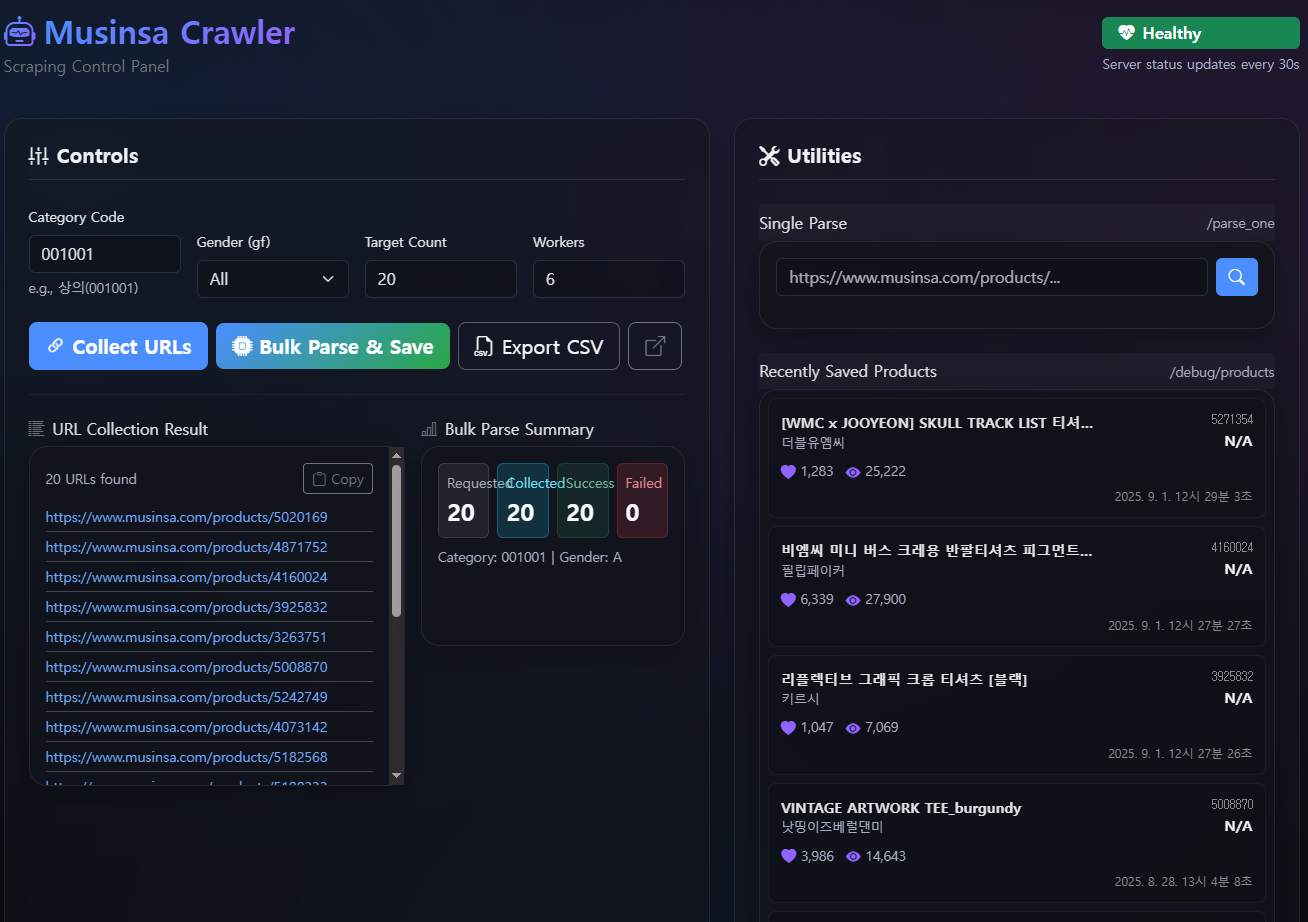 Musinsa Crawler
Scraping Control Panel
Healthy
Server status updates every 30s
Controls
Category Code
001001
e.g., 상의(001001)
Gender (gf)
All
Target Count
20
Workers
6
Collect URLs
Bulk Parse & Save
CSV
Export CSV
URL Collection Result
20 URLs found
Copy
https://www.musinsa.com/products/5020169
https://www.musinsa.com/products/4871752
https://www.musinsa.com/products/4160024
https://www.musinsa.com/products/3925832
https://www.musinsa.com/products/3263751
https://www.musinsa.com/products/5008870
https://www.musinsa.com/products/5242749
https://www.musinsa.com/products/4073142
https://www.musinsa.com/products/5182568
Bulk Parse Summary
Requested
20
Collected
20
Success
20
Failed
0
Category: 001001 | Gender: A
Utilities
Single Parse
/parse_one
https://www.musinsa.com/products/...
Recently Saved Products
/debug/products
[WMC x JOOYEON] SKULL TRACK LIST 티셔...
5271354
더블유엠씨
N/A
1,283 25,222
2025. 9. 1. 12시 29분 3초
비엠씨 미니 버스 크레용 반팔티셔츠 피그먼트...
4160024
필립페이커
N/A
6,339 27,900
2025. 9. 1. 12시 27분 27초
리플렉티브 그래픽 크롭 티셔츠 [블랙]
3925832
키르시
N/A
1,047 7,069
2025. 9. 1. 12시 27분 26초
VINTAGE ARTWORK TEE_burgundy
5008870
낫띵이즈베럴댄미
N/A
3,986 14,643
2025. 8. 28. 13시 4분 8초